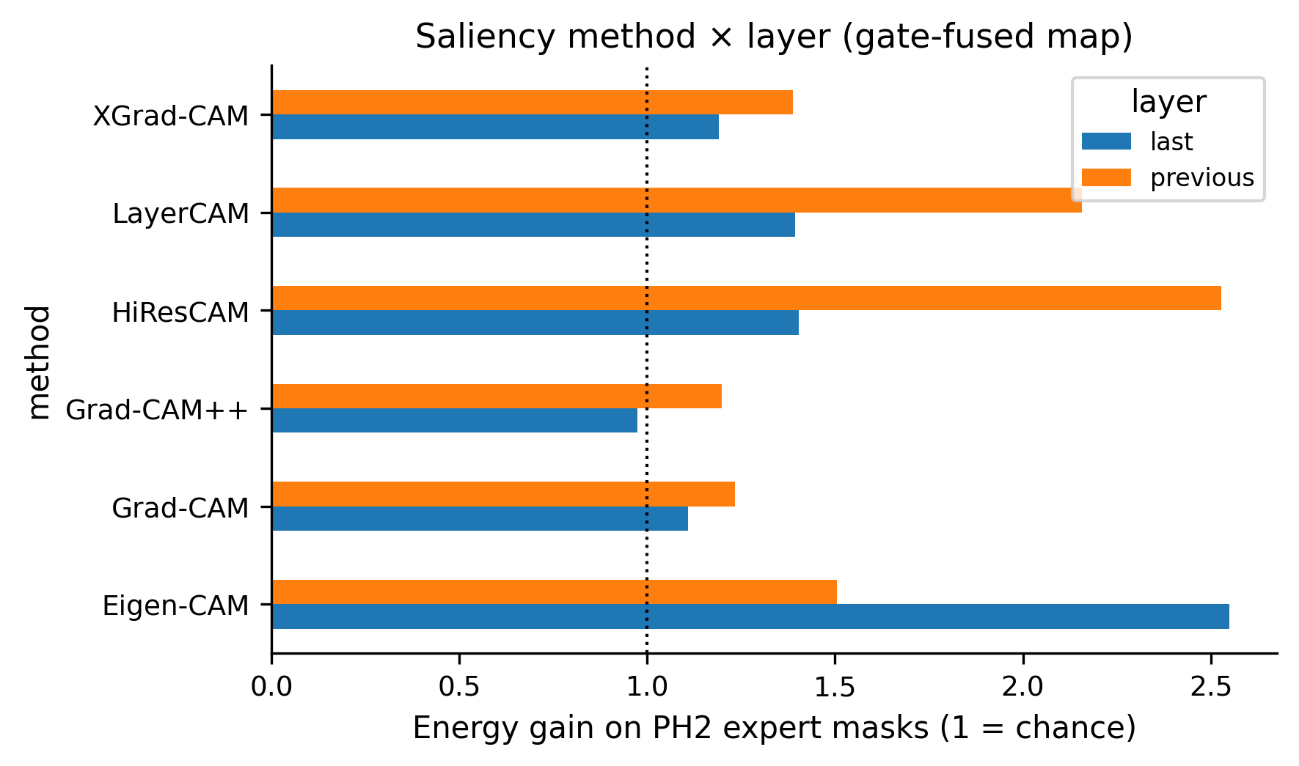 Saliency method × layer (gate-fused map)
layer
last
previous
method
XGrad-CAM
LayerCAM
HiResCAM
Grad-CAM++
Grad-CAM
Eigen-CAM
0.0 0.5 1.0 1.5 2.0 2.5
Energy gain on PH2 expert masks (1 = chance)